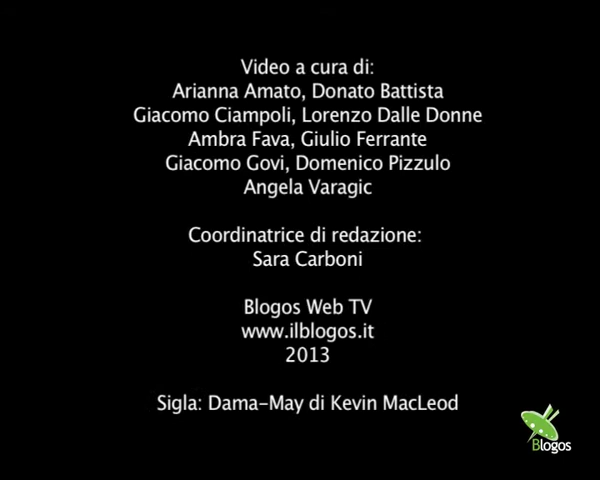 Video a cura di:
Arianna Amato, Donato Battista
Giacomo Ciampoli, Lorenzo Dalle Donne
Ambra Fava, Giulio Ferrante
Giacomo Govi, Domenico Pizzulo
Angela Varagic
Coordinatrice di redazione:
Sara Carboni
Blogos Web TV
www.ilblogos.it
2013
Sigla: Dama-May di Kevin MacLeod
Blogos